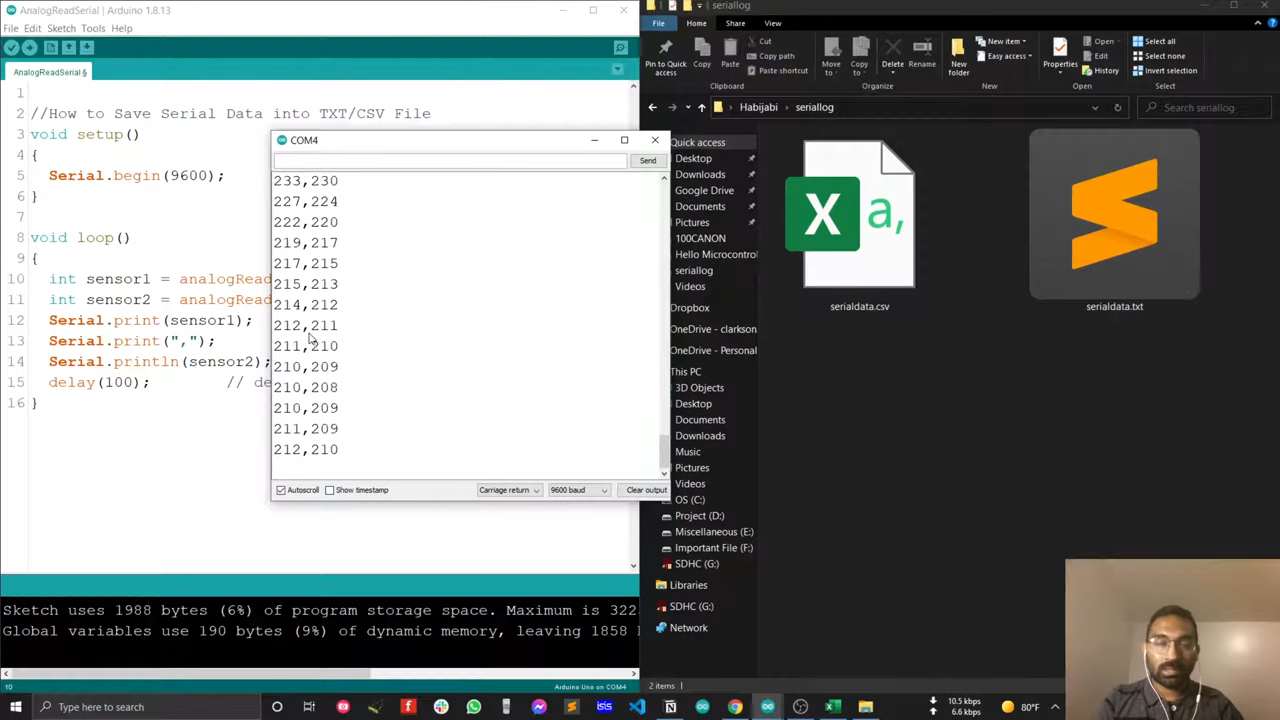 AnalogReadSerial | Arduino 1.8.13
File Edit Sketch Tools Help
AnalogReadSerial §
1
2 //How to Save Serial Data into TXT/CSV File
3 void setup()
4 {
5 Serial.begin(9600);
6 }
7
8 void loop()
9 {
10 int sensor1 = analogRead
11 int sensor2 = analogRead
12 Serial.print(sensor1);
13 Serial.print(",");
14 Serial.println(sensor2);
15 delay(100); // de
16 }
COM4
Send
233,230
227,224
222,220
219,217
217,215
215,213
214,212
212,211
211,210
210,209
210,208
210,209
211,209
212,210
Autoscroll Show timestamp Carriage return 9600 baud Clear output
Sketch uses 1988 bytes (6%) of program storage space. Maximum is 322
Global variables use 190 bytes (9%) of dynamic memory, leaving 1858
10 Arduino Uno on COM4
seriallog
File Home Share View
Pin to Quick access
Copy
Paste
Cut
Copy path
Paste shortcut
Clipboard
Move to
Copy to
Delete
Rename
Organize
New folder
New item
Easy access
New
Properties
Open
Edit
History
Open
Select all
Select none
Invert selection
Select
Habijabi › seriallog
Search seriallog
Quick access
Desktop
Downloads
Google Drive
Documents
Pictures
100CANON
Hello Microcontro
seriallog
Videos
Dropbox
OneDrive - clarkson
OneDrive - Personal
This PC
3D Objects
Desktop
Documents
Downloads
Music
Pictures
Videos
OS (C:)
Project (D:)
Miscellaneous (E:)
Important File (F:)
SDHC (G:)
Libraries
SDHC (G:)
Network
X a,
serialdata.csv
serialdata.txt
2 items
Type here to search
isis
10.5 kbps
6.6 kbps
80°F